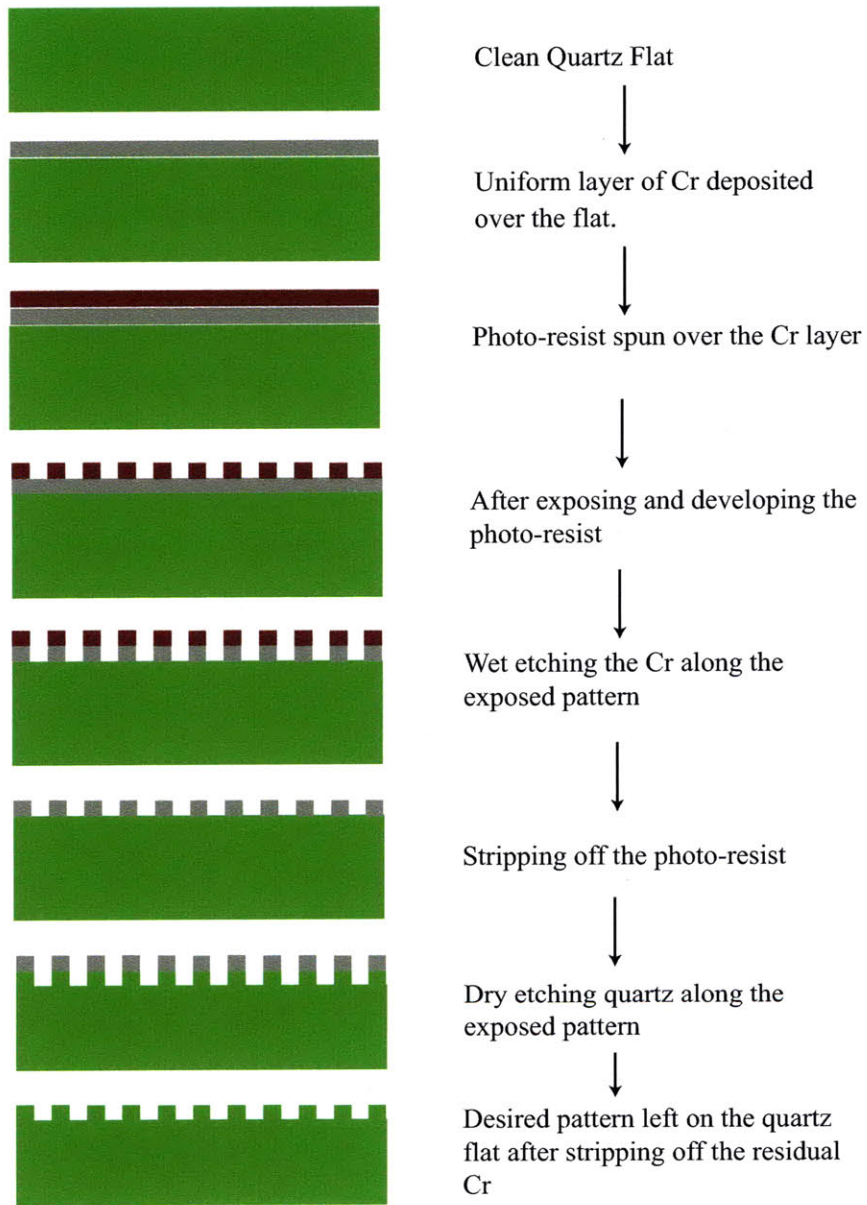 Clean Quartz Flat
Uniform layer of Cr deposited
over the flat.
Photo-resist spun over the Cr layer
After exposing and developing the
photo-resist
Wet etching the Cr along the
exposed pattern
Stripping off the photo-resist
Dry etching quartz along the
exposed pattern
Desired pattern left on the quartz
flat after stripping off the residual
Cr